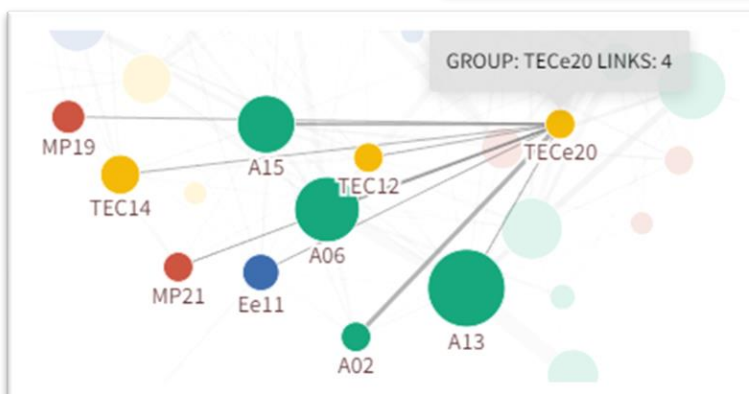 GROUP: TECe20 LINKS: 4
MP19
A15
TECe20
TEC12
TEC14
A06
MP21
Ee11
A13
A02